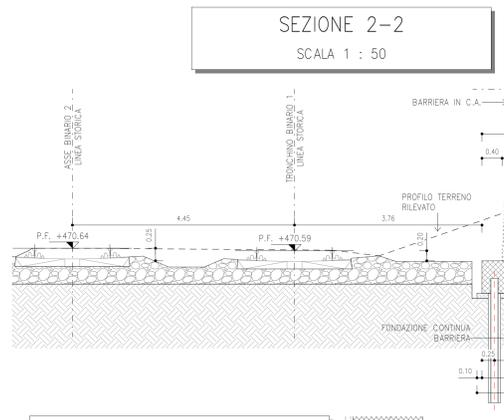 SEZIONE 2-2
SCALA 1 : 50
BARRIERA IN C.A.
ASSE BINARIO 2
LINEA STORICA
TRONCHINO BINARIO 1
LINEA STORICA
0,40
PROFILO TERRENO
RILEVATO
4.45
3.76
P.F. +470.64
0.25
P.F. +470.59
0.20
FONDAZIONE CONTINUA
BARRIERA
0.25
0.10